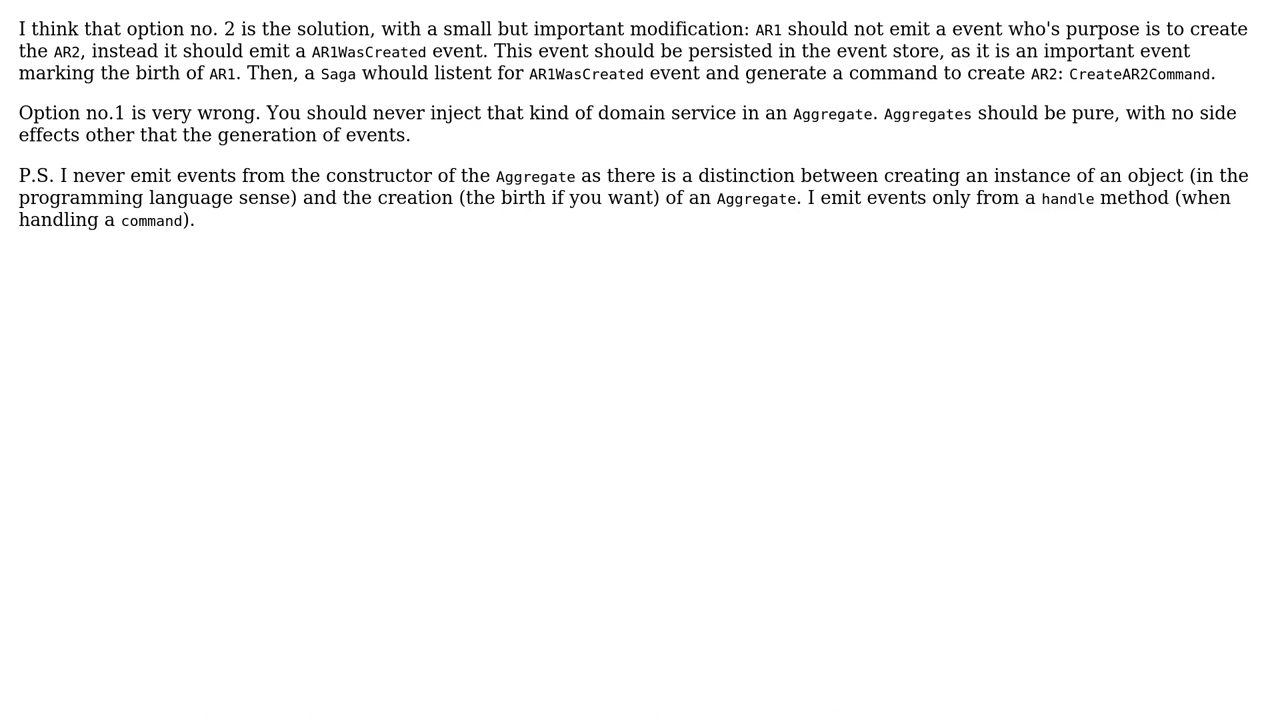 I think that option no. 2 is the solution, with a small but important modification: AR1 should not emit a event who's purpose is to create
the AR2, instead it should emit a AR1WasCreated event. This event should be persisted in the event store, as it is an important event
marking the birth of AR1. Then, a Saga whould listent for AR1WasCreated event and generate a command to create AR2: CreateAR2Command.
Option no.1 is very wrong. You should never inject that kind of domain service in an Aggregate. Aggregates should be pure, with no side
effects other that the generation of events.
P.S. I never emit events from the constructor of the Aggregate as there is a distinction between creating an instance of an object (in the
programming language sense) and the creation (the birth if you want) of an Aggregate. I emit events only from a handle method (when
handling a command).